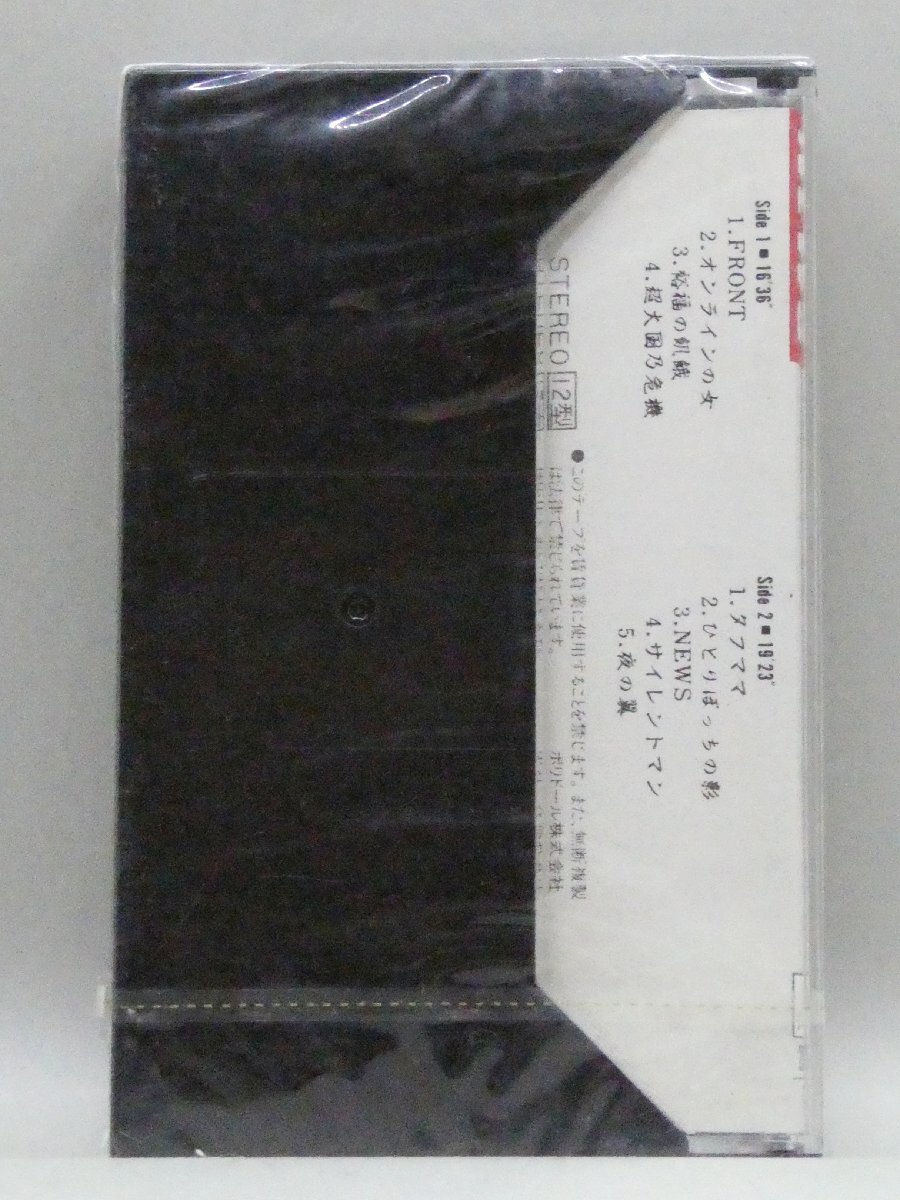 Side 1 ■ 16'36"
1. FRONT
2. オンラインの女
3. 裕福の飢餓
4. 超大国乃危機
Side 2 ■ 19'23"
1. タフママ
2. ひとりぼっちの影
3. NEWS
4. サイレントマン
5. 夜の翼
STEREO 12型
●このテープを賃貸業に使用することを禁じます。また、無断複製
は法律で禁じられています。
ポリドール株式会社